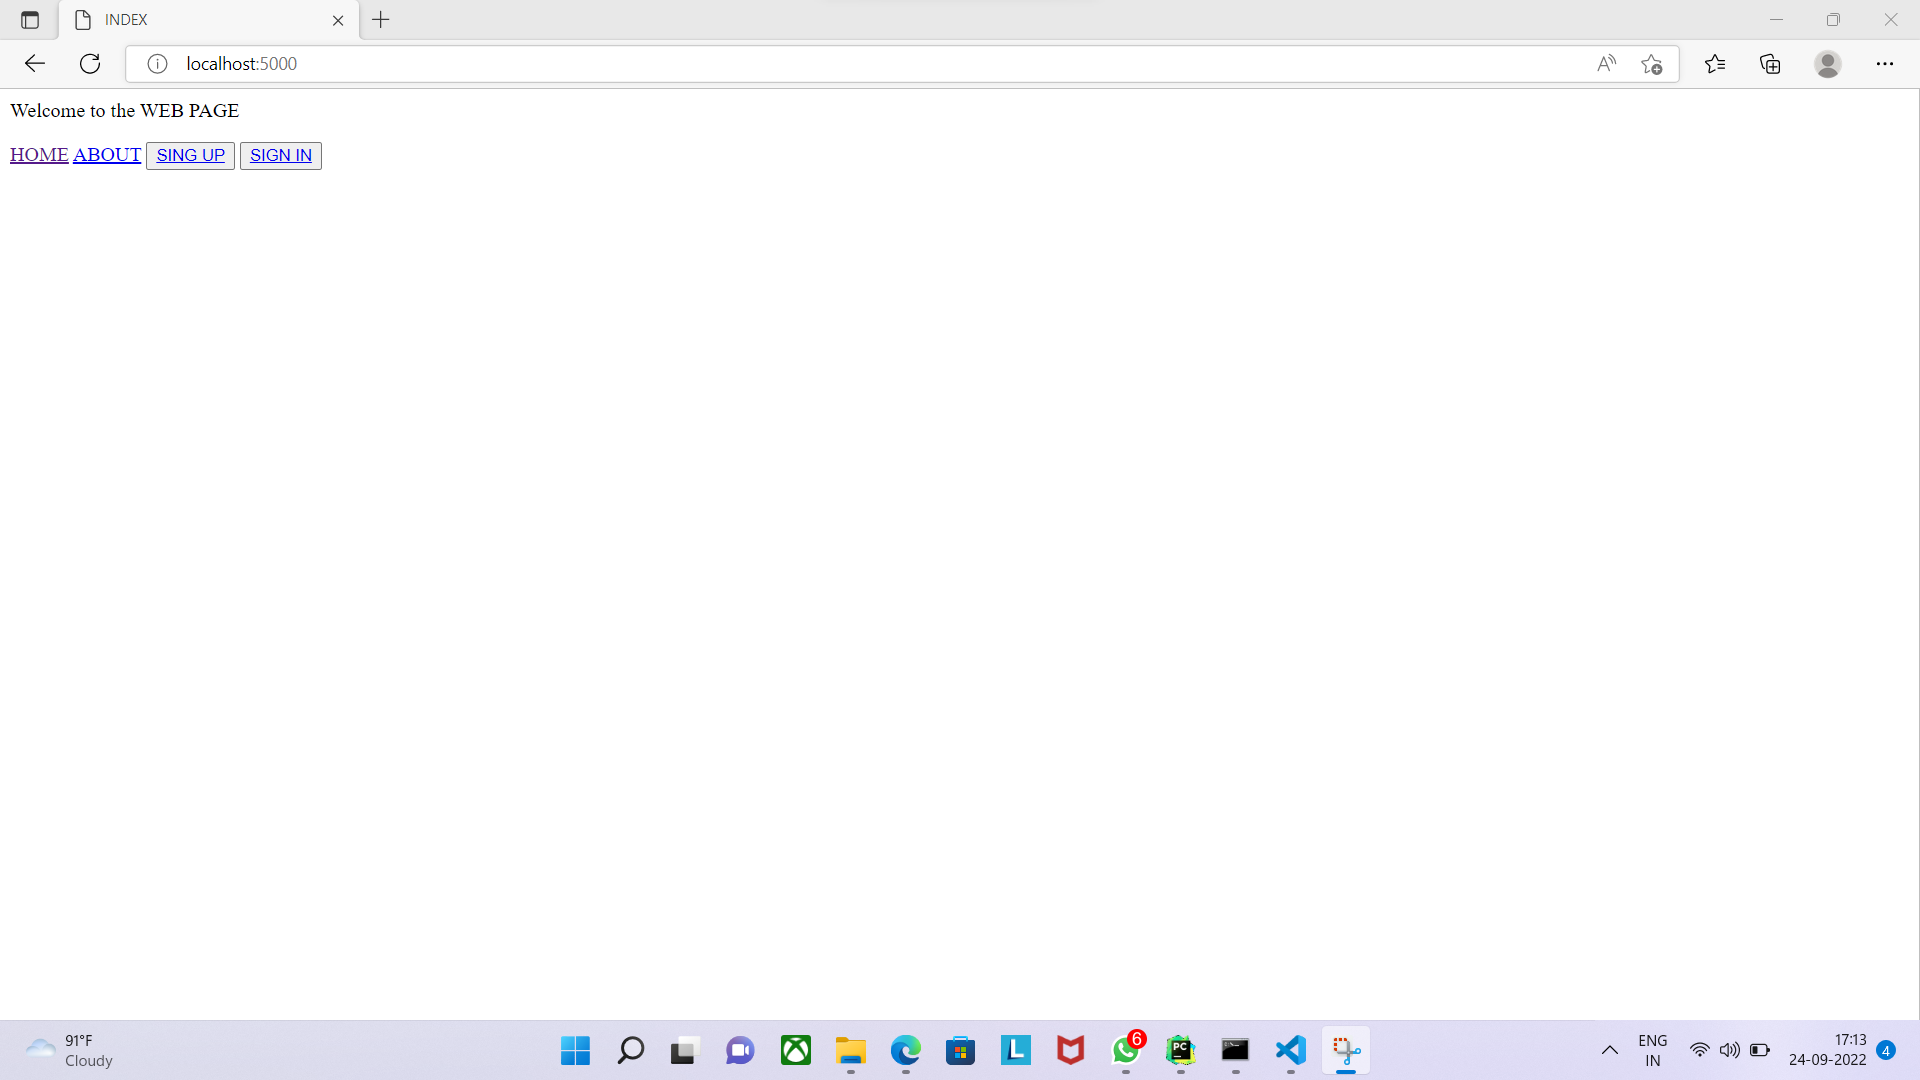 INDEX
localhost:5000
Welcome to the WEB PAGE
HOME ABOUT SING UP SIGN IN
91°F
Cloudy
6
PC
L
ENG
IN
17:13
24-09-2022
4